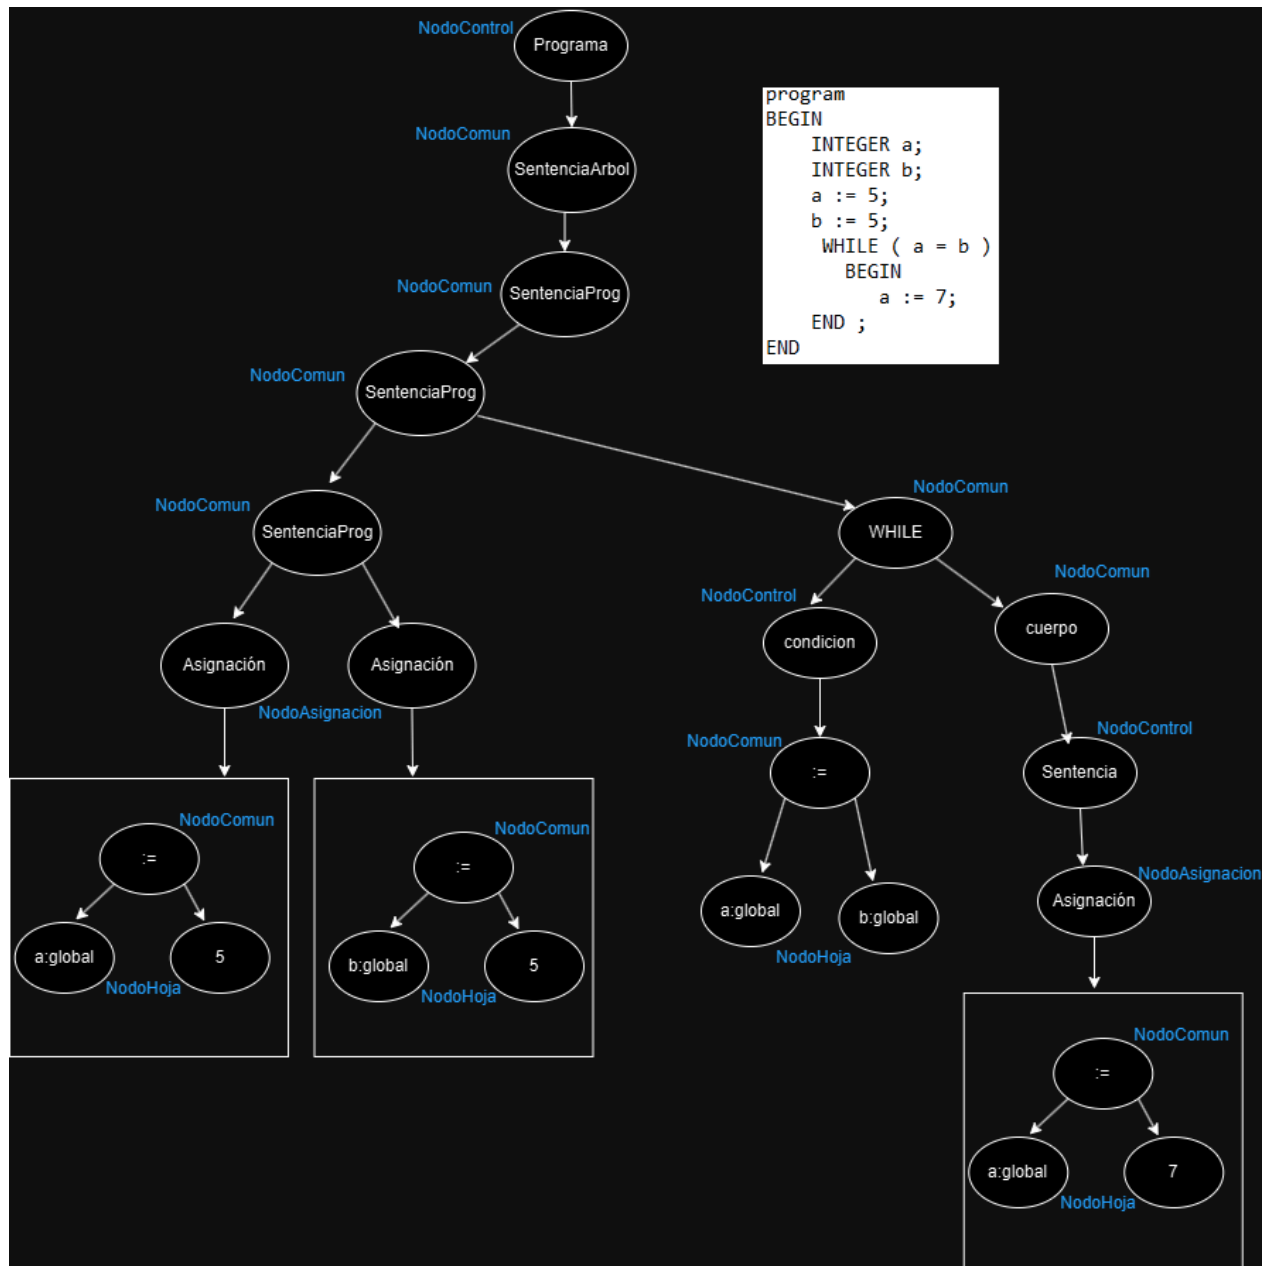 NodoControl
Programa
program
BEGIN
INTEGER a;
INTEGER b;
a := 5;
b := 5;
WHILE ( a = b )
BEGIN
a := 7;
END ;
END
NodoComun
SentenciaArbol
NodoComun
SentenciaProg
NodoComun
SentenciaProg
NodoComun
SentenciaProg
NodoComun
WHILE
NodoControl
condicion
NodoComun
cuerpo
Asignación
Asignación
NodoAsignacion
NodoComun
:=
NodoControl
Sentencia
NodoComun
:=
a:global
5
NodoHoja
NodoComun
:=
b:global
5
NodoHoja
a:global
b:global
NodoHoja
NodoAsignacion
Asignación
NodoComun
:=
a:global
7
NodoHoja